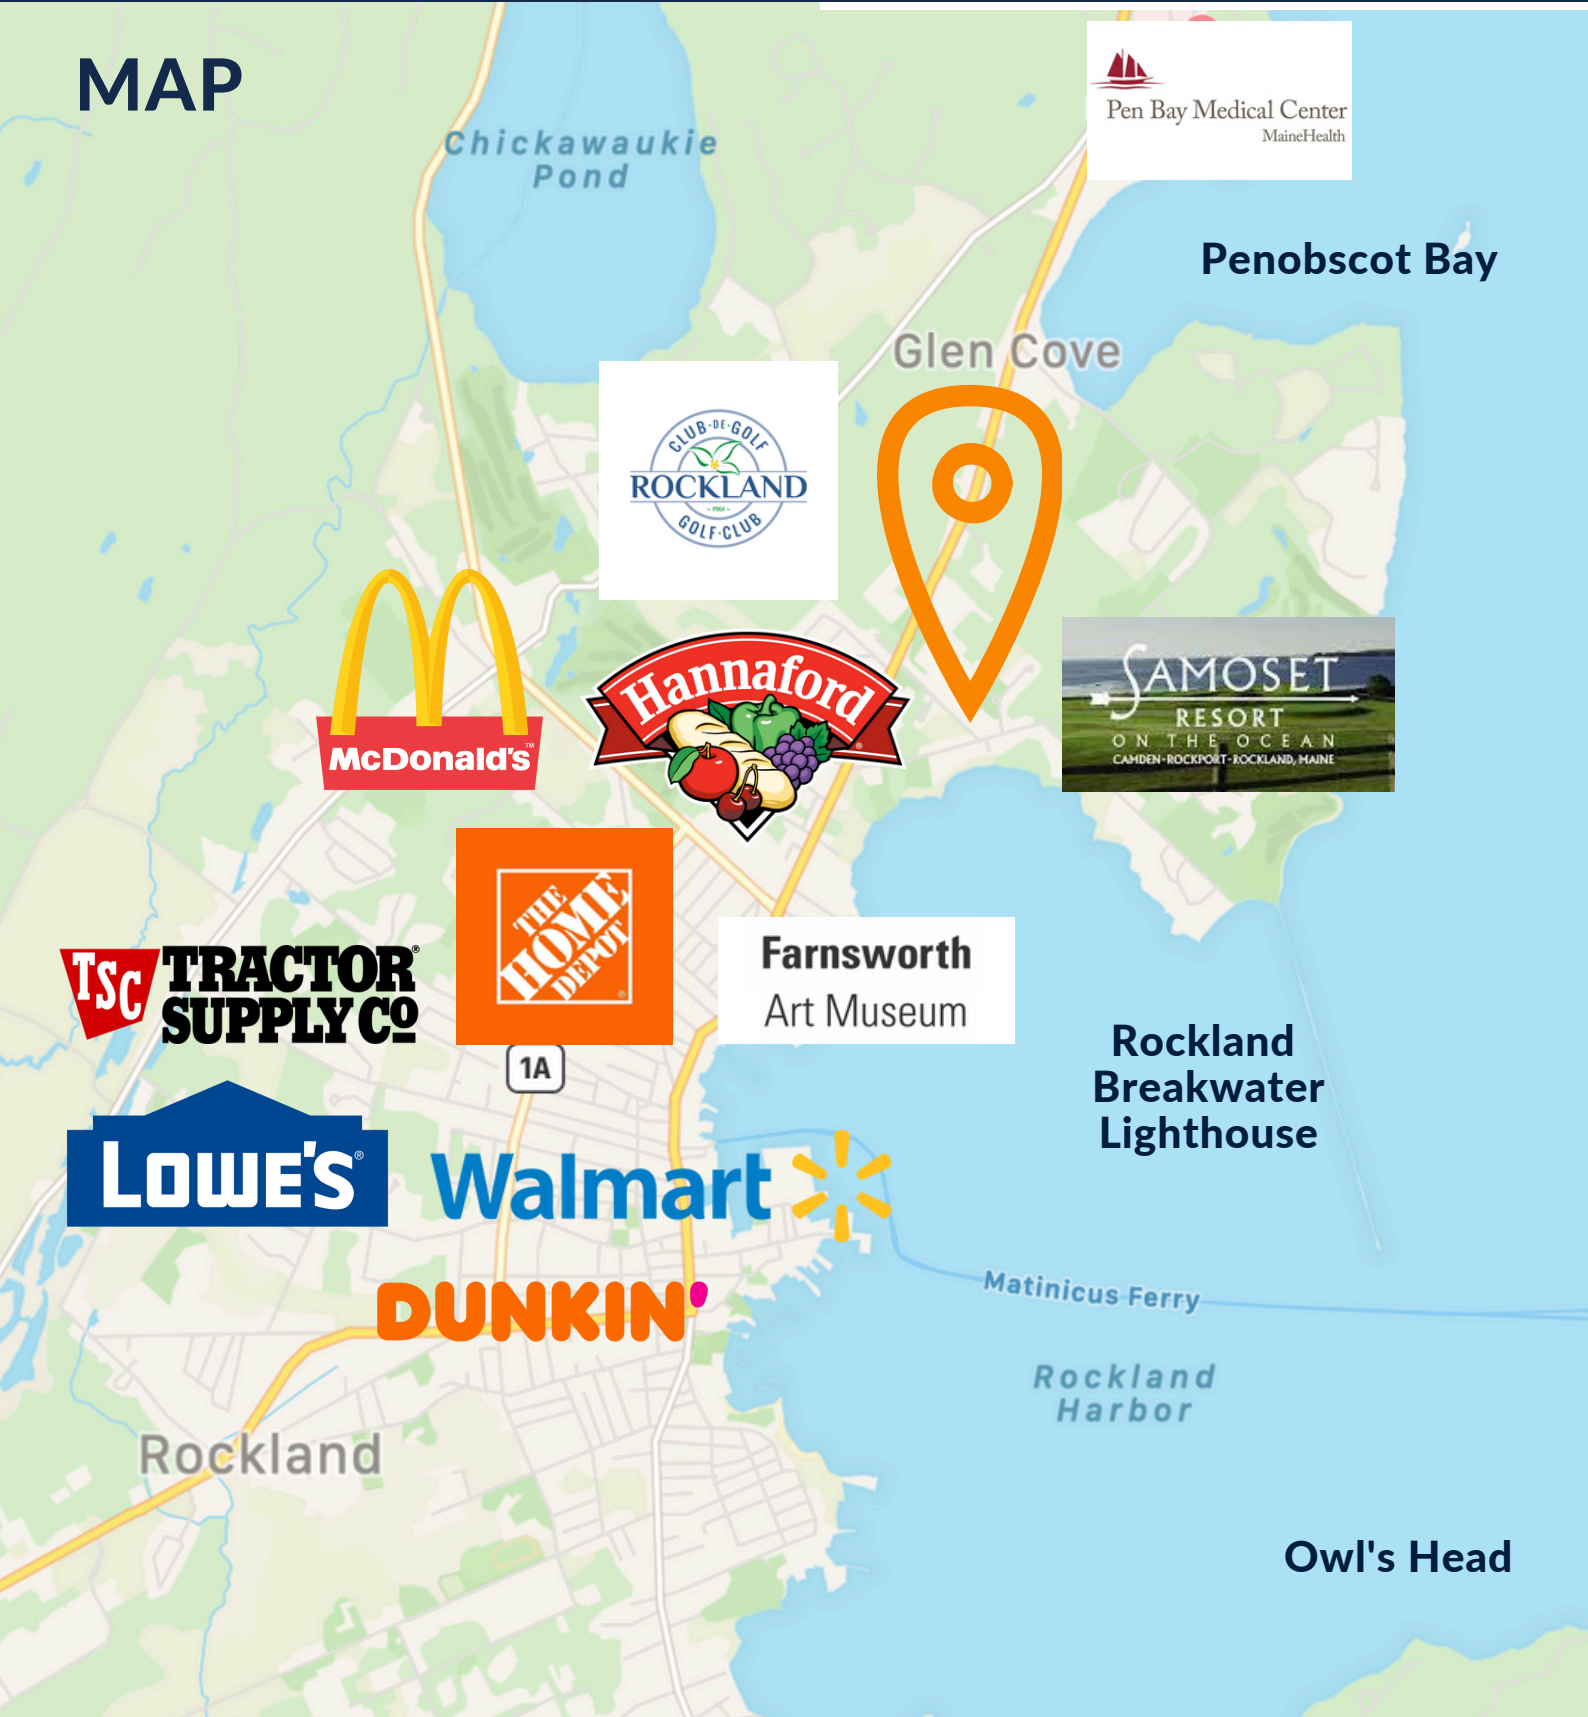 MAP
Chickawaukie
Pond
Pen Bay Medical Center
MaineHealth
Penobscot Bay
Glen Cove
CLUB·DE·GOLF
ROCKLAND
~1961~
GOLF·CLUB
McDonald's™
Hannaford®
SAMOSET
RESORT
ON THE OCEAN
CAMDEN-ROCKPORT-ROCKLAND, MAINE
THE
HOME
DEPOT®
TSC TRACTOR®
SUPPLY CO
Farnsworth
Art Museum
1A
Rockland
Breakwater
Lighthouse
LOWE'S®
Walmart
DUNKIN'
Matinicus Ferry
Rockland
Harbor
Rockland
Owl's Head